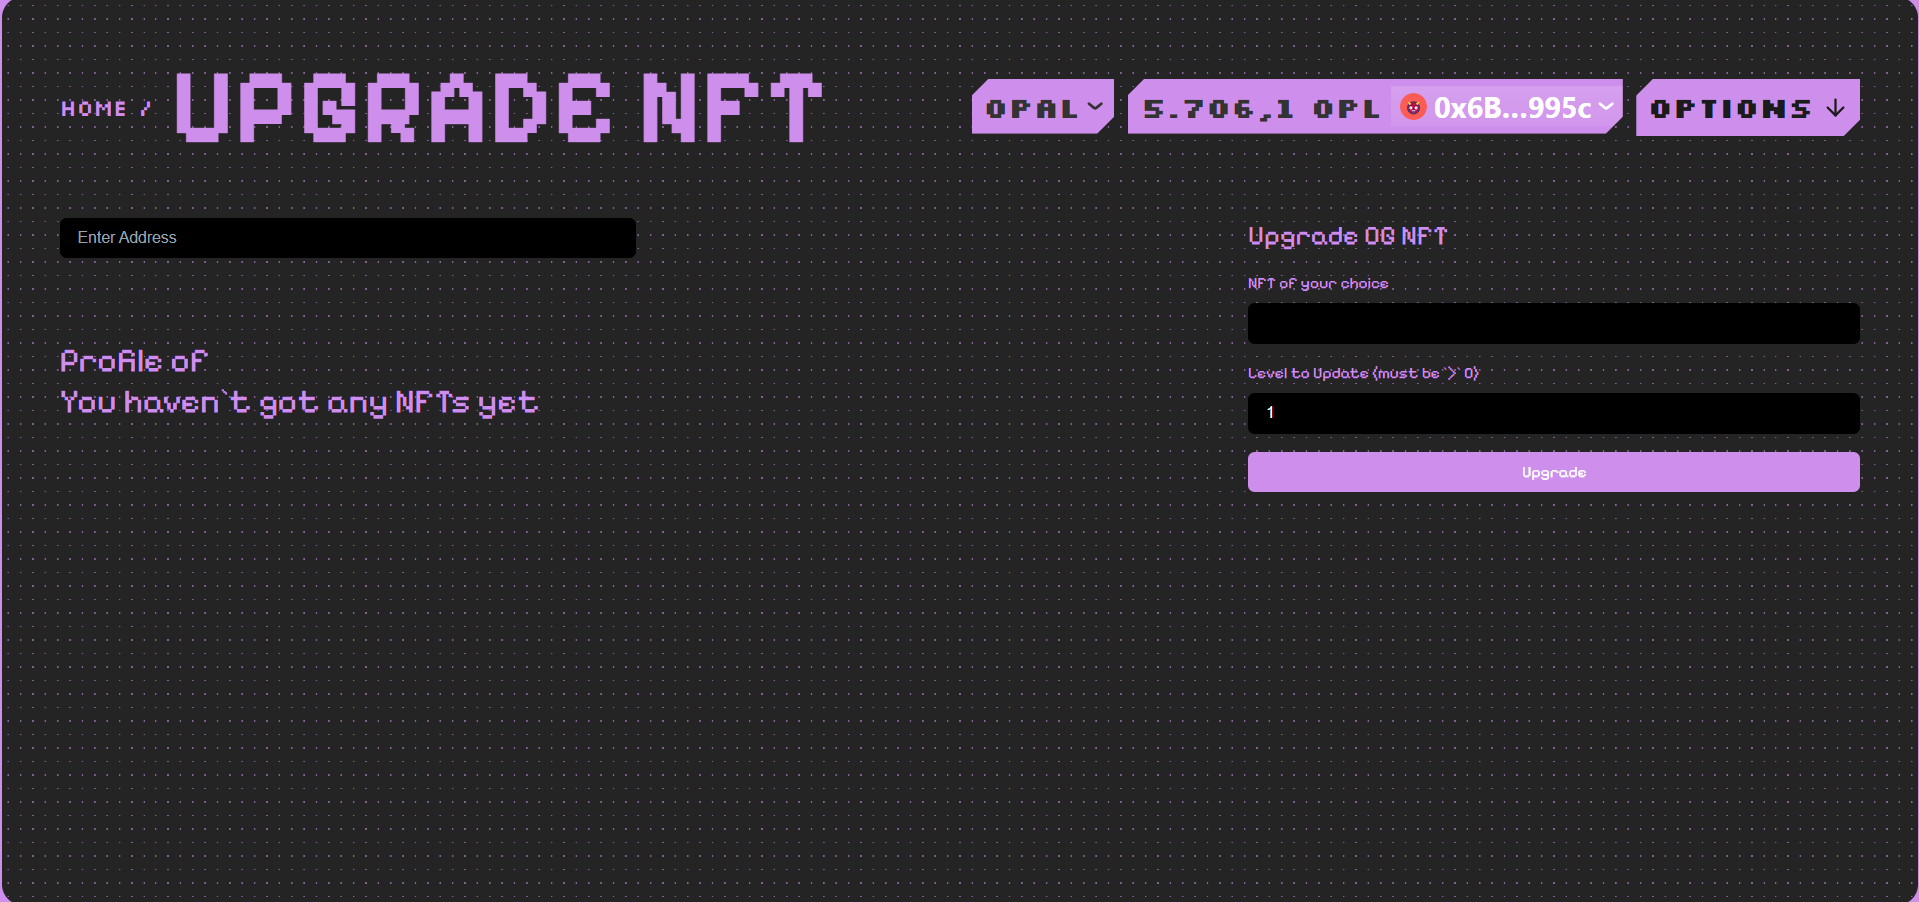 HOME / UPGRADE NFT
OPAL
5.706,1 OPL 0x6B...995c
OPTIONS
Enter Address
Profile of
You haven`t got any NFTs yet
Upgrade OG NFT
NFT of your choice
Level to Update (must be `>` 0)
1
Upgrade